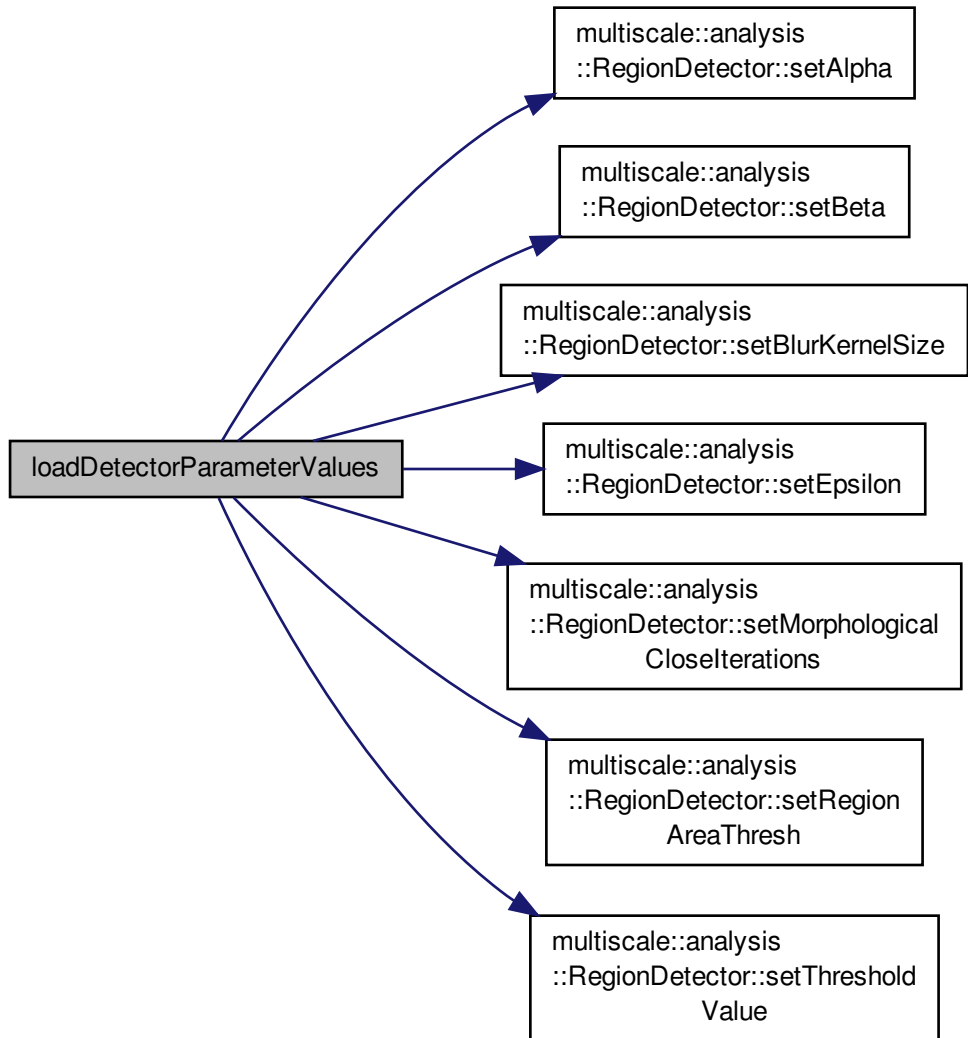 multiscale::analysis
::RegionDetector::setAlpha
multiscale::analysis
::RegionDetector::setBeta
multiscale::analysis
::RegionDetector::setBlurKernelSize
loadDetectorParameterValues
multiscale::analysis
::RegionDetector::setEpsilon
multiscale::analysis
::RegionDetector::setMorphological
CloseIterations
multiscale::analysis
::RegionDetector::setRegion
AreaThresh
multiscale::analysis
::RegionDetector::setThreshold
Value